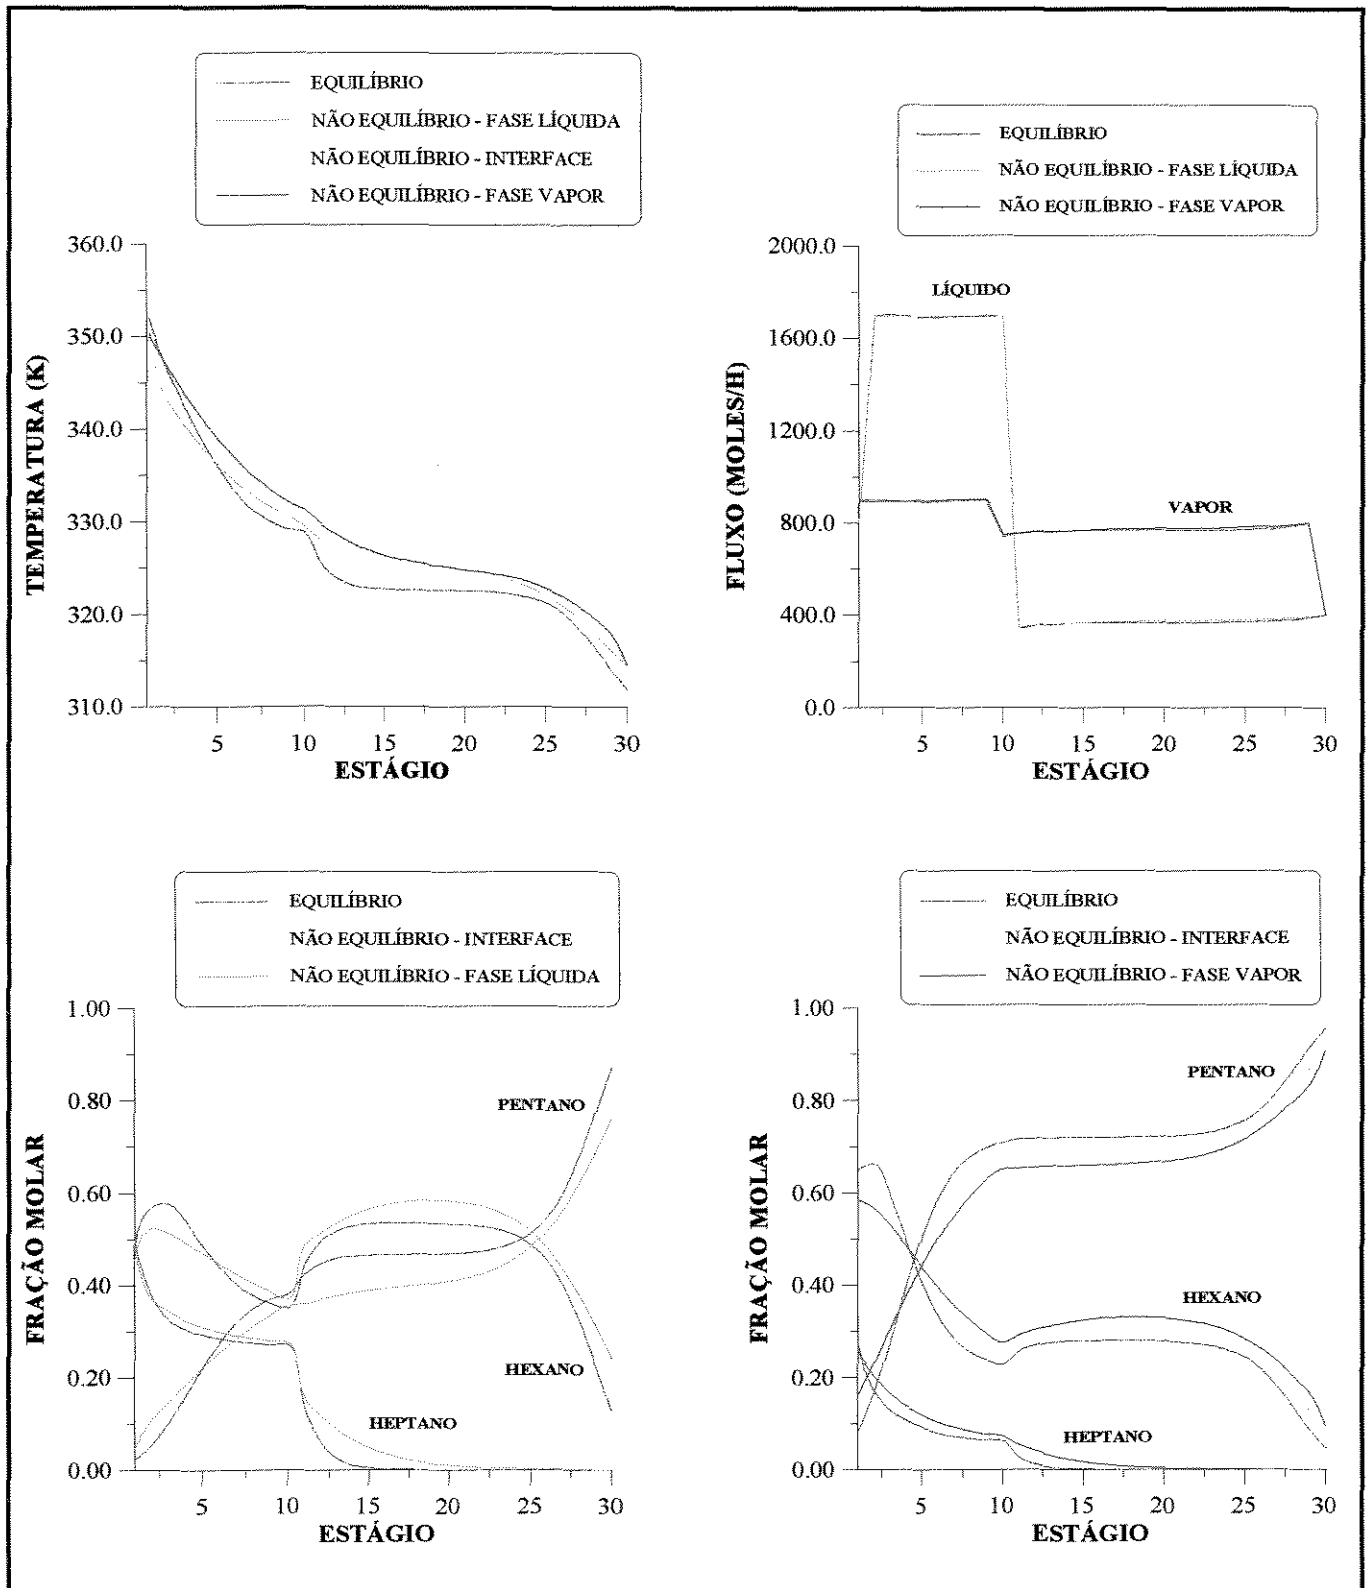 EQUILÍBRIO
NÃO EQUILÍBRIO - FASE LÍQUIDA
NÃO EQUILÍBRIO - INTERFACE
NÃO EQUILÍBRIO - FASE VAPOR
360.0
350.0
340.0
330.0
320.0
310.0
TEMPERATURA (K)
5 10 15 20 25 30
ESTÁGIO
EQUILÍBRIO
NÃO EQUILÍBRIO - FASE LÍQUIDA
NÃO EQUILÍBRIO - FASE VAPOR
2000.0
1600.0
1200.0
800.0
400.0
0.0
FLUXO (MOLES/H)
LÍQUIDO
VAPOR
5 10 15 20 25 30
ESTÁGIO
EQUILÍBRIO
NÃO EQUILÍBRIO - INTERFACE
NÃO EQUILÍBRIO - FASE LÍQUIDA
1.00
0.80
0.60
0.40
0.20
0.00
FRAÇÃO MOLAR
PENTANO
HEXANO
HEPTANO
5 10 15 20 25 30
ESTÁGIO
EQUILÍBRIO
NÃO EQUILÍBRIO - INTERFACE
NÃO EQUILÍBRIO - FASE VAPOR
1.00
0.80
0.60
0.40
0.20
0.00
FRAÇÃO MOLAR
PENTANO
HEXANO
HEPTANO
5 10 15 20 25 30
ESTÁGIO